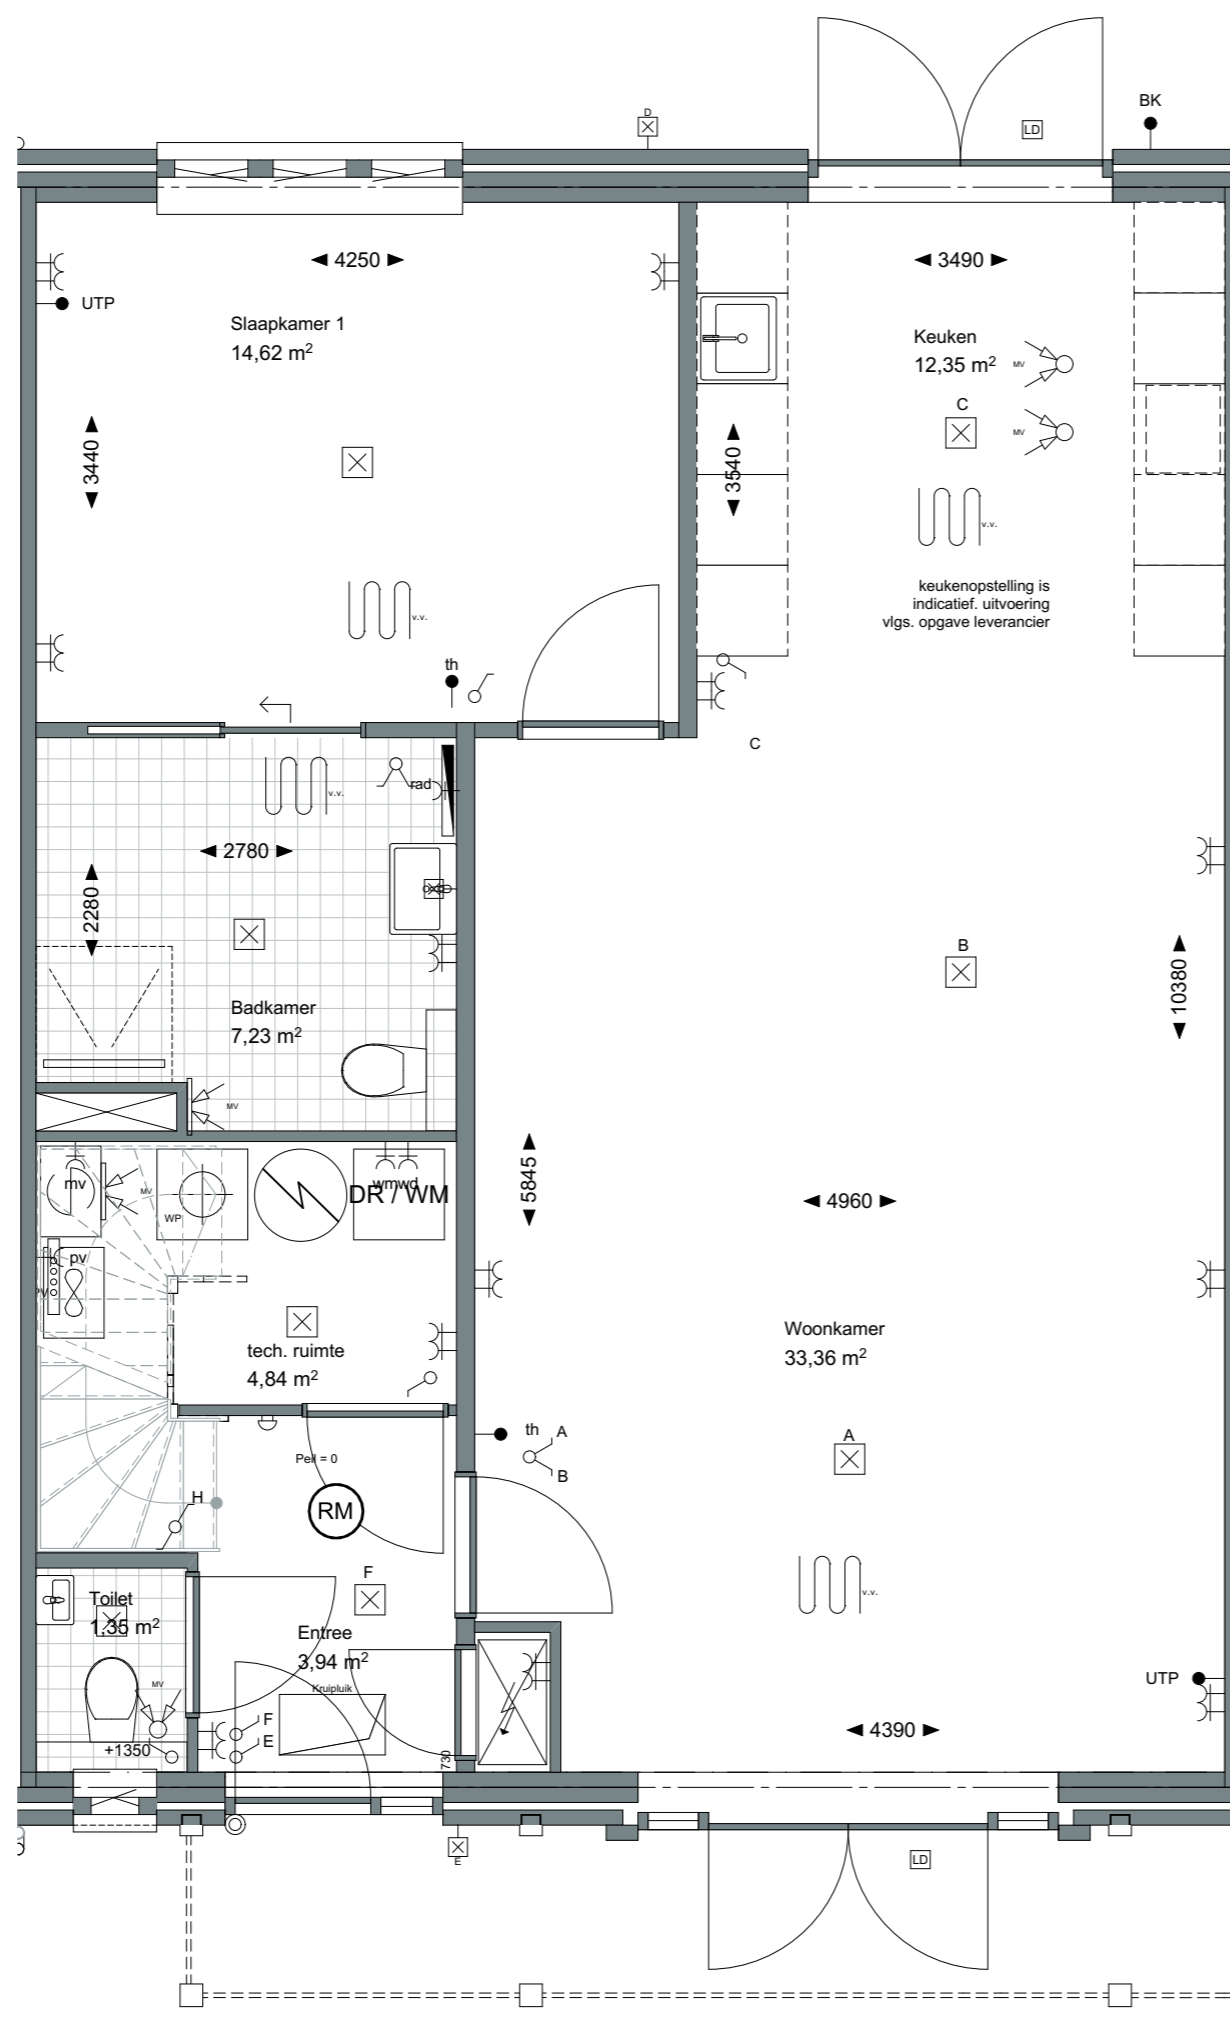 D
LD
BK
4250
3490
UTP
Slaapkamer 1
14,62 m²
Keuken
12,35 m²
MV
C
MV
3440
3540
v.v.
keukenopstelling is
indicatief. uitvoering
vlgs. opgave leverancier
v.v.
th
C
rad
v.v.
2780
2280
B
10380
Badkamer
7,23 m²
MV
5845
mv
MV
WP
wmwd
DR / WM
4960
pv
PV
tech. ruimte
4,84 m²
Woonkamer
33,36 m²
th
A
B
A
Peil = 0
H
RM
F
v.v.
Toilet
1,35 m²
Entree
3,94 m²
Kruipluik
MV
UTP
F
E
+1350
730
4390
E
LD